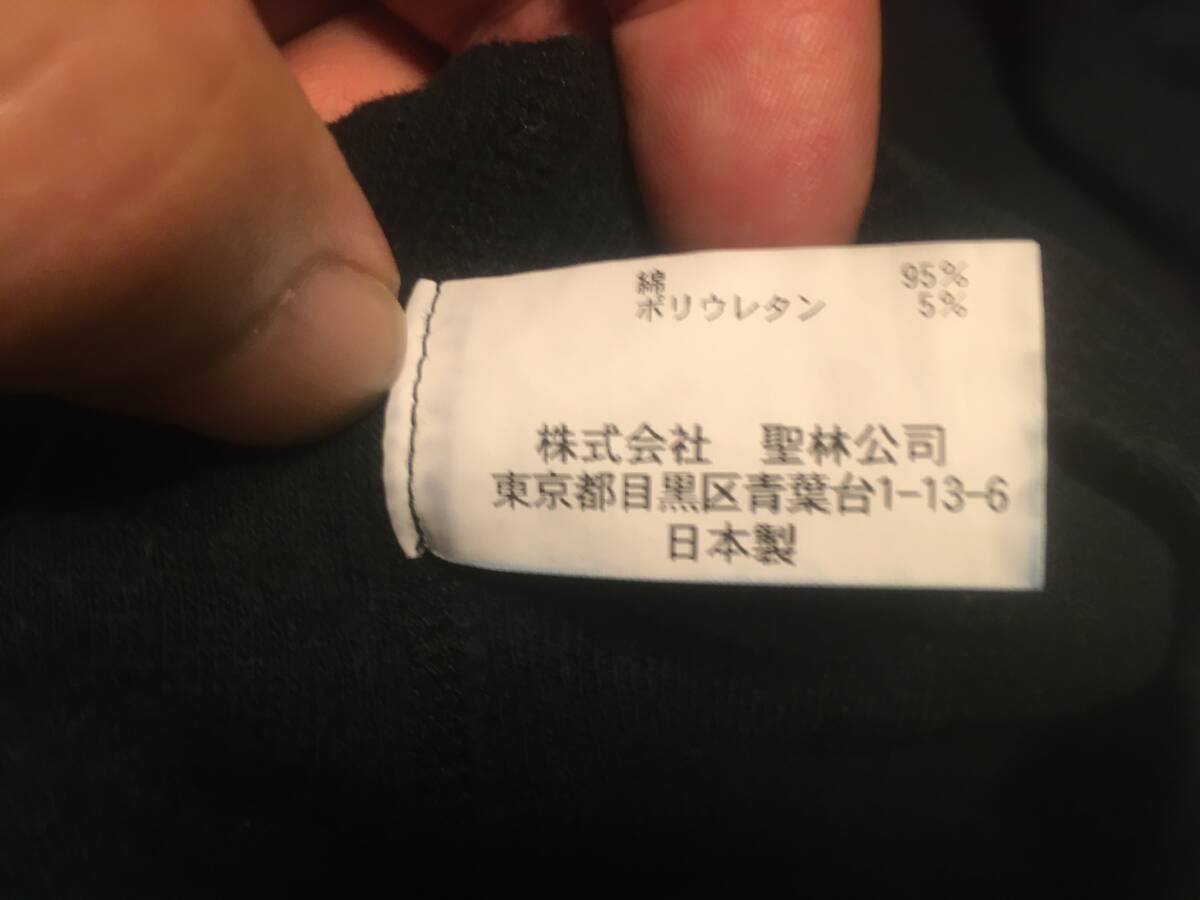 綿 95%
ポリウレタン 5%
株式会社 聖林公司
東京都目黒区青葉台1-13-6
日本製